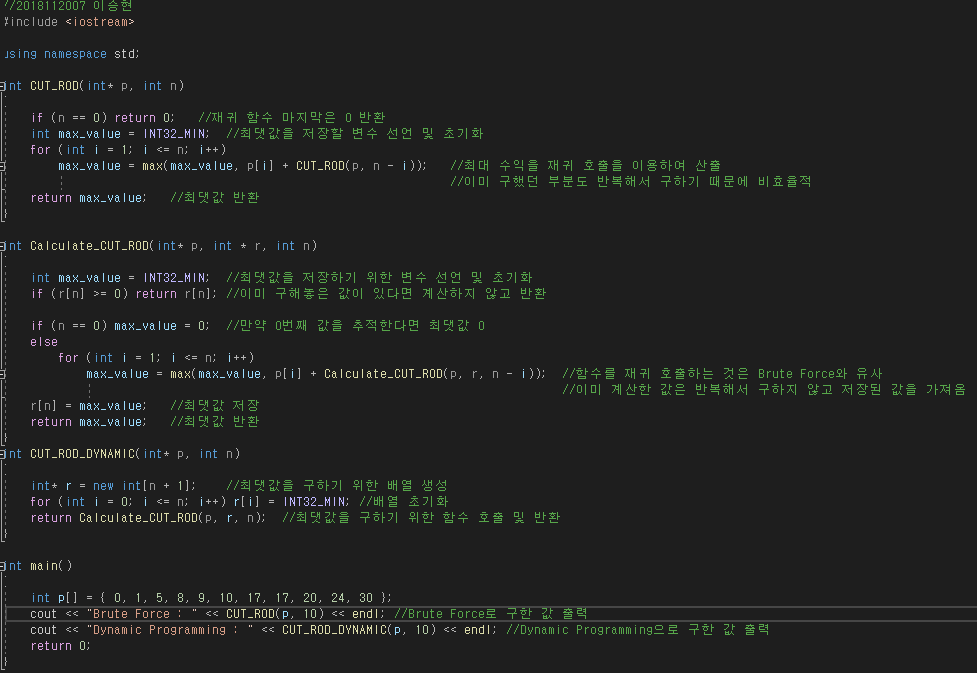 //2018112007 이승현
#include <iostream>
using namespace std;
int CUT_ROD(int* p, int n)
if (n == 0) return 0;   //재귀 함수 마지막은 0 반환
int max_value = INT32_MIN;  //최댓값을 저장할 변수 선언 및 초기화
for (int i = 1; i <= n; i++)
max_value = max(max_value, p[i] + CUT_ROD(p, n - i));   //최대 수익을 재귀 호출을 이용하여 산출
//이미 구했던 부분도 반복해서 구하기 때문에 비효율적
return max_value;   //최댓값 반환
}
int Calculate_CUT_ROD(int* p, int * r, int n)
int max_value = INT32_MIN;  //최댓값을 저장하기 위한 변수 선언 및 초기화
if (r[n] >= 0) return r[n]; //이미 구해놓은 값이 있다면 계산하지 않고 반환
if (n == 0) max_value = 0;  //만약 0번째 값을 추적한다면 최댓값 0
else
for (int i = 1; i <= n; i++)
max_value = max(max_value, p[i] + Calculate_CUT_ROD(p, r, n - i));  //함수를 재귀 호출하는 것은 Brute Force와 유사
//이미 계산한 값은 반복해서 구하지 않고 저장된 값을 가져옴
r[n] = max_value;   //최댓값 저장
return max_value;   //최댓값 반환
}
int CUT_ROD_DYNAMIC(int* p, int n)
int* r = new int[n + 1];    //최댓값을 구하기 위한 배열 생성
for (int i = 0; i <= n; i++) r[i] = INT32_MIN; //배열 초기화
return Calculate_CUT_ROD(p, r, n);  //최댓값을 구하기 위한 함수 호출 및 반환
}
int main()
int p[] = { 0, 1, 5, 8, 9, 10, 17, 17, 20, 24, 30 };
cout << "Brute Force : " << CUT_ROD(p, 10) << endl; //Brute Force로 구한 값 출력
cout << "Dynamic Programming : " << CUT_ROD_DYNAMIC(p, 10) << endl; //Dynamic Programming으로 구한 값 출력
return 0;
}